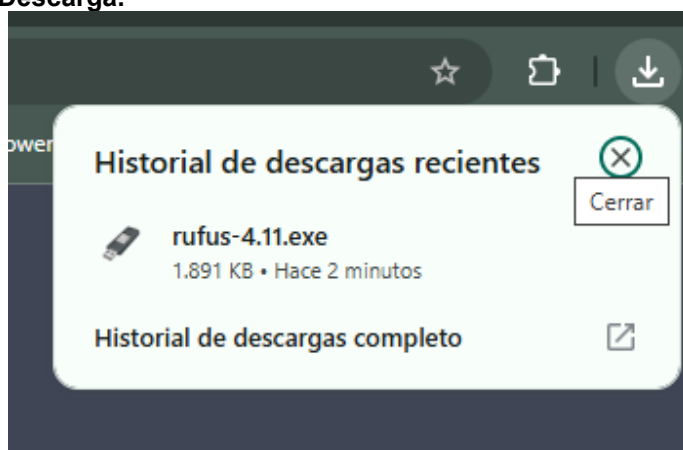 Descarga:
ower
Historial de descargas recientes
Cerrar
rufus-4.11.exe
1.891 KB • Hace 2 minutos
Historial de descargas completo